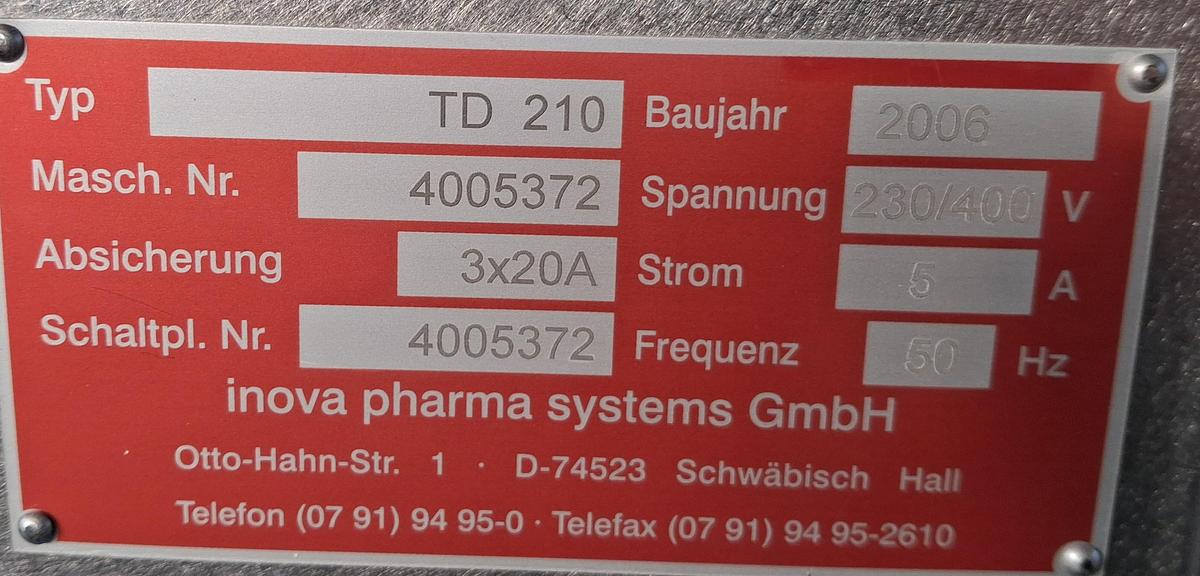 Typ TD 210 Baujahr 2006
Masch. Nr. 4005372 Spannung 230/400 V
Absicherung 3x20A Strom 5 A
Schaltpl. Nr. 4005372 Frequenz 50 Hz
inova pharma systems GmbH
Otto-Hahn-Str. 1 · D-74523 Schwäbisch Hall
Telefon (07 91) 94 95-0 · Telefax (07 91) 94 95-2610